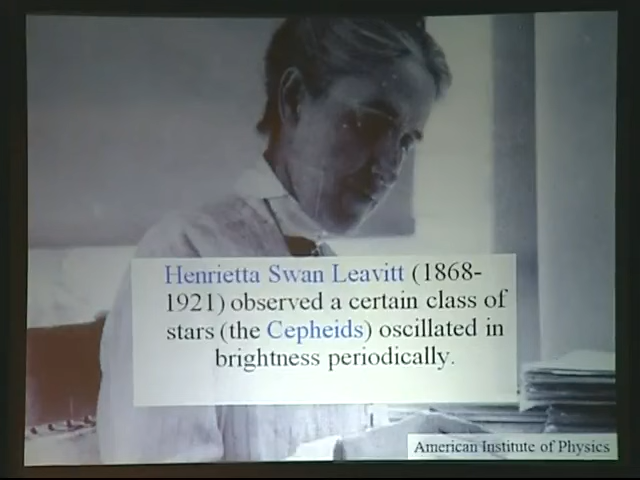 Henrietta Swan Leavitt (1868-
1921) observed a certain class of
stars (the Cepheids) oscillated in
brightness periodically.
American Institute of Physics